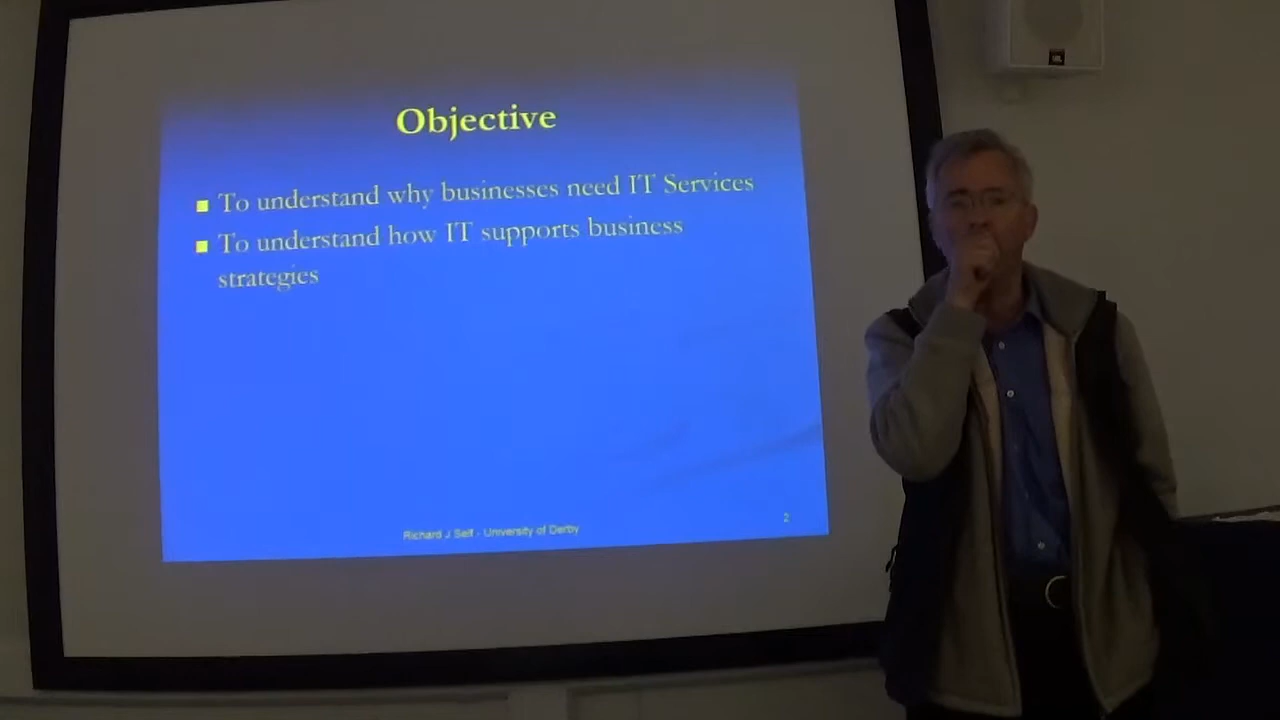 Objective
To understand why businesses need IT Services
To understand how IT supports business
strategies
Richard J Self - University of Derby
2
JBL